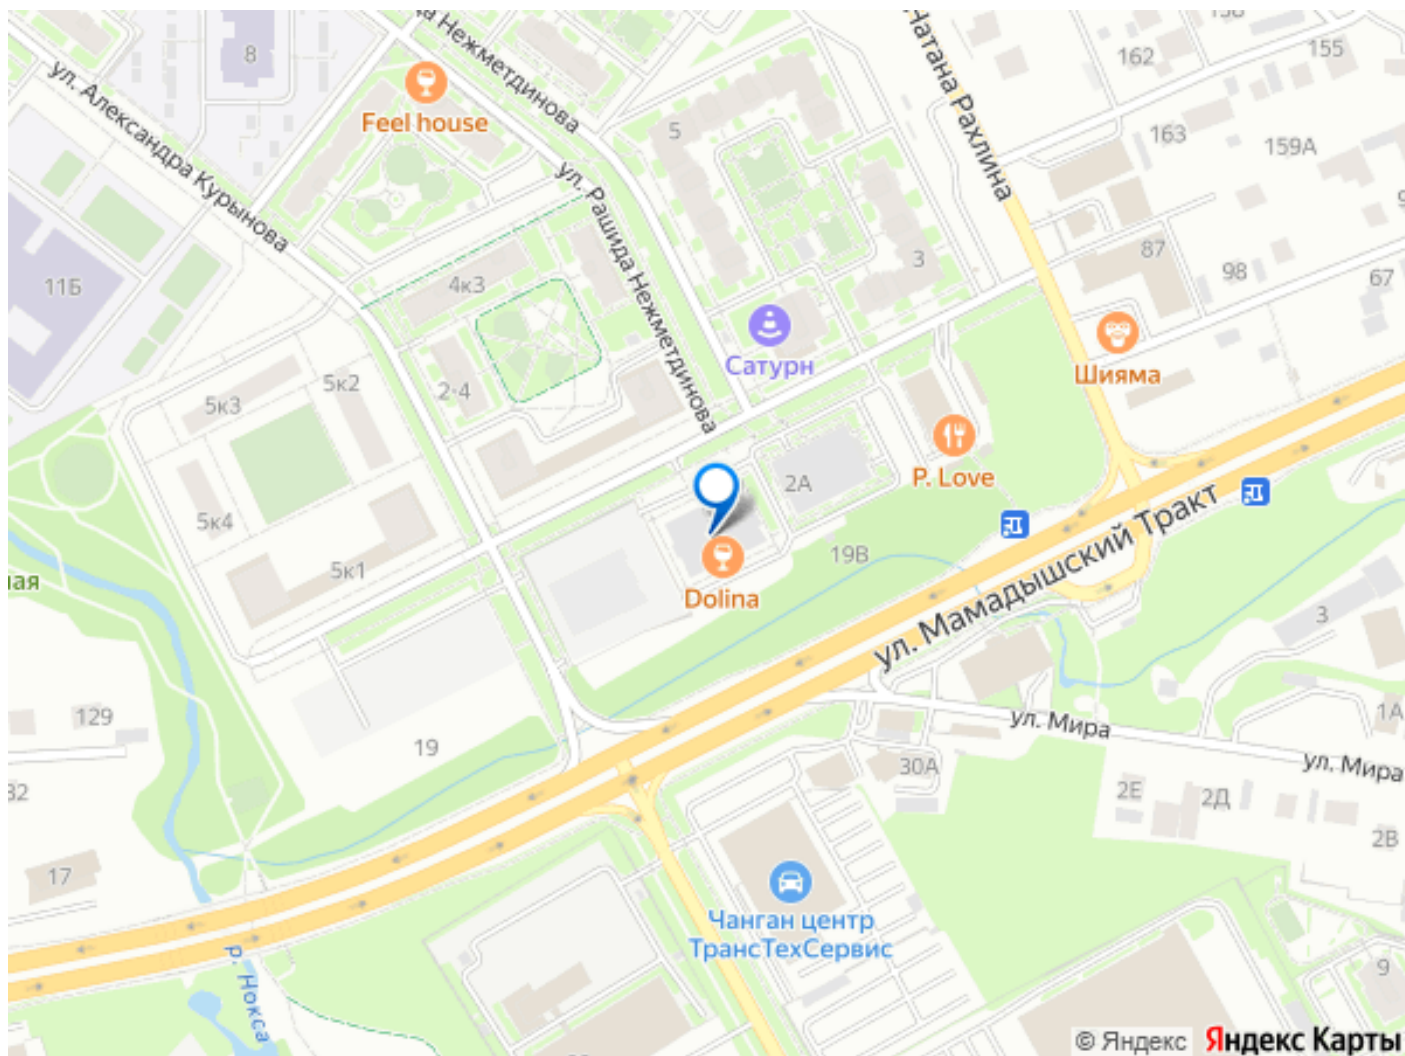 ул. Александра Курынова
8
Feel house
да Нежметдинова
ул. Рашида Нежметдинова
Натана Рахлина
162
155
163
159А
5
3
87
98
67
11Б
4к3
2-4
5к2
5к3
5к4
5к1
Сатурн
Шияма
P. Love
2А
19В
Dolina
ул. Мамадышский Тракт
ая
129
19
32
17
3
1А
ул. Мира
ул. Мира
30А
2Е
2Д
2В
Чанган центр
ТрансТехСервис
р. Нокса
9
© Яндекс
Яндекс Карты